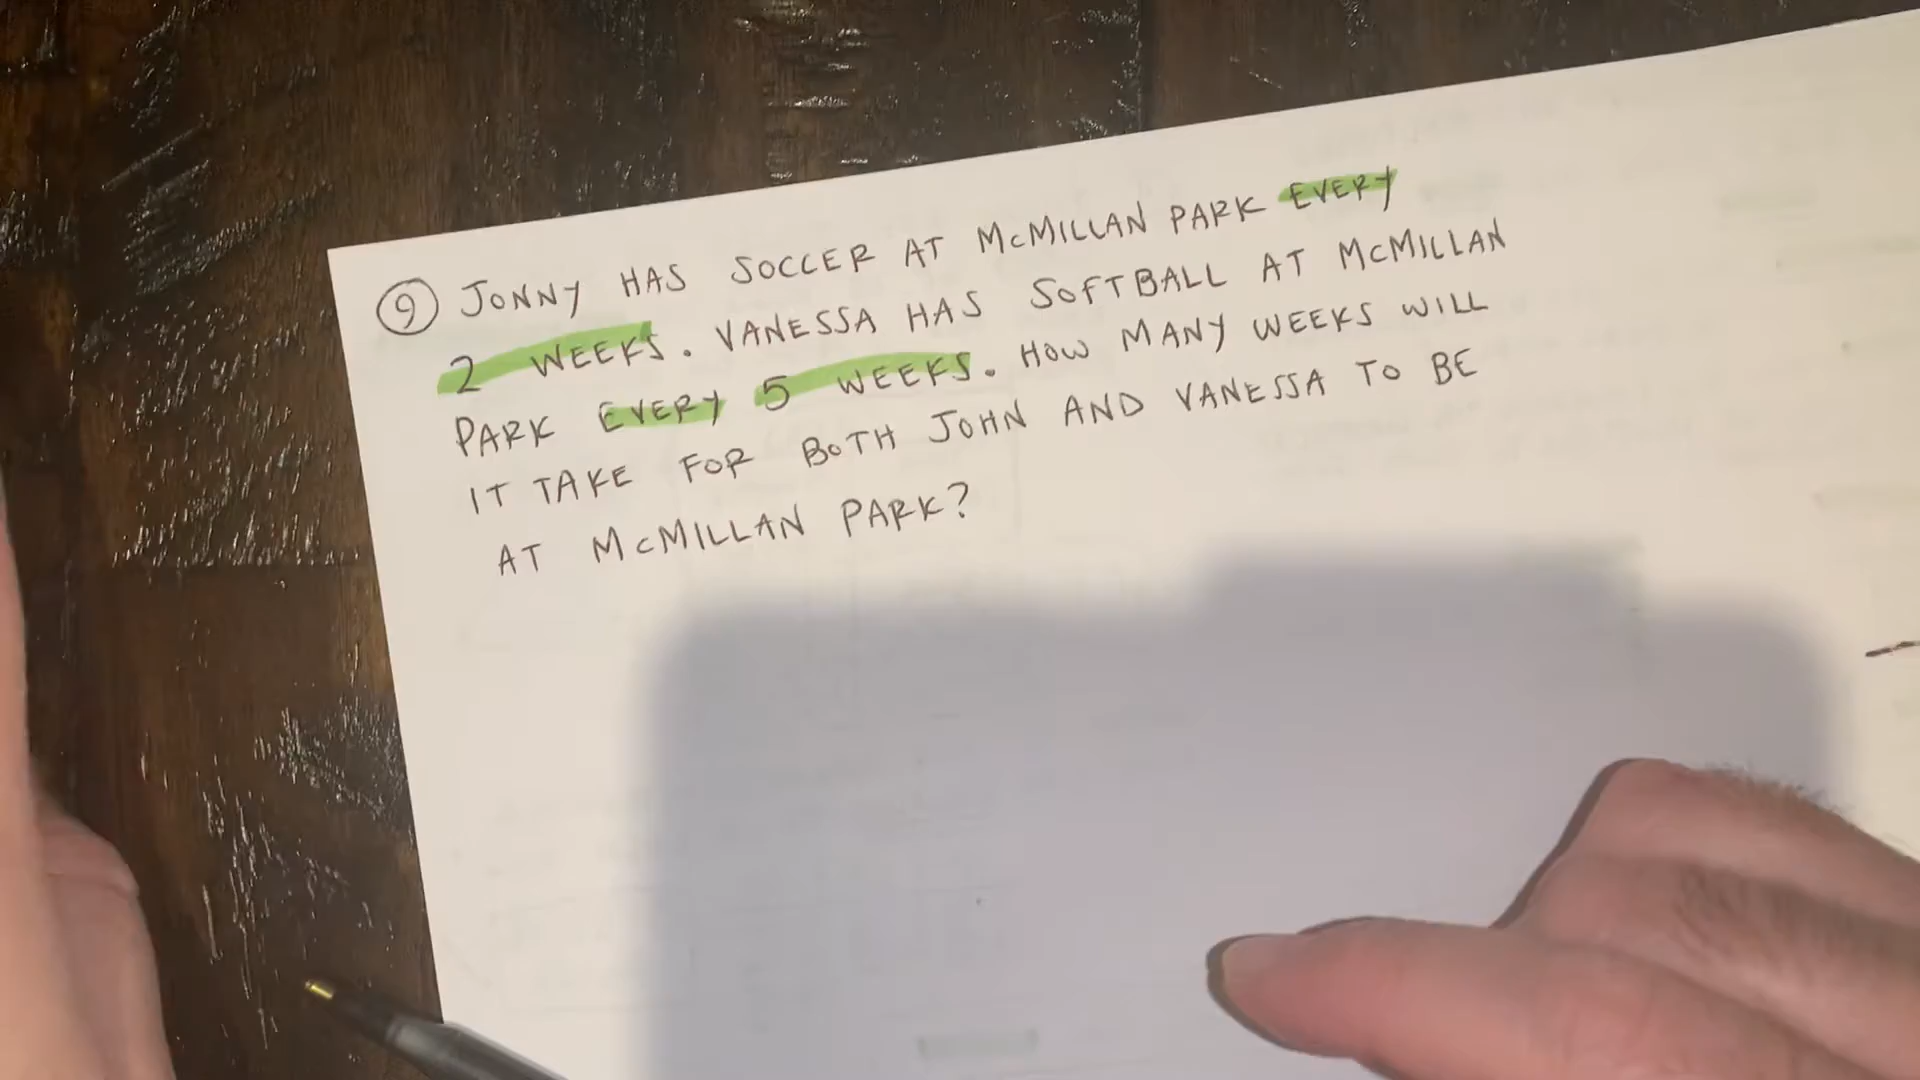 9 JONNY HAS SOCCER AT McMILLAN PARK EVERY
2 WEEKS. VANESSA HAS SOFTBALL AT McMILLAN
PARK EVERY 5 WEEKS. HOW MANY WEEKS WILL
IT TAKE FOR BOTH JOHN AND VANESSA TO BE
AT McMILLAN PARK?